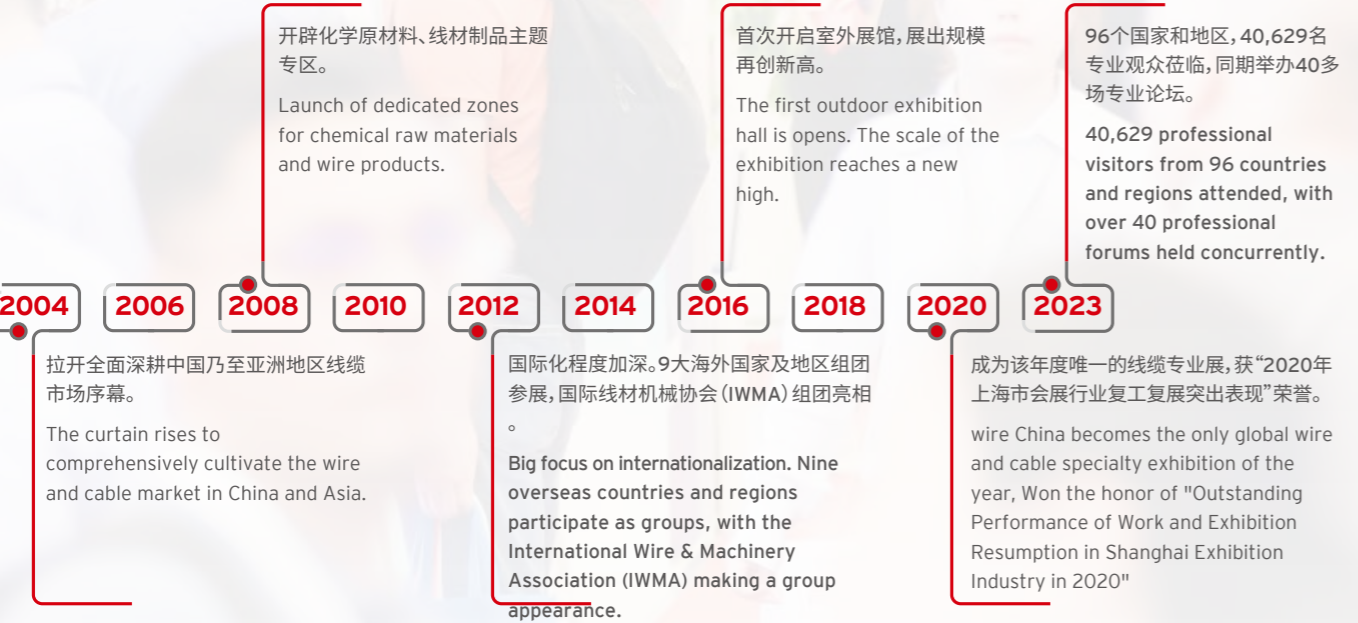 开辟化学原材料、线材制品主题
专区。
Launch of dedicated zones
for chemical raw materials
and wire products.
首次开启室外展馆，展出规模
再创新高。
The first outdoor exhibition
hall is opens. The scale of the
exhibition reaches a new
high.
96个国家和地区，40,629名
专业观众莅临，同期举办40多
场专业论坛。
40,629 professional
visitors from 96 countries
and regions attended, with
over 40 professional
forums held concurrently.
2004 2006 2008 2010 2012 2014 2016 2018 2020 2023
拉开全面深耕中国乃至亚洲地区线缆
市场序幕。
The curtain rises to
comprehensively cultivate the wire
and cable market in China and Asia.
国际化程度加深。9大海外国家及地区组团
参展，国际线材机械协会（IWMA）组团亮相
。
Big focus on internationalization. Nine
overseas countries and regions
participate as groups, with the
International Wire & Machinery
Association (IWMA) making a group
appearance.
成为该年度唯一的线缆专业展，获“2020年
上海市会展行业复工复展突出表现”荣誉。
wire China becomes the only global wire
and cable specialty exhibition of the
year, Won the honor of "Outstanding
Performance of Work and Exhibition
Resumption in Shanghai Exhibition
Industry in 2020"